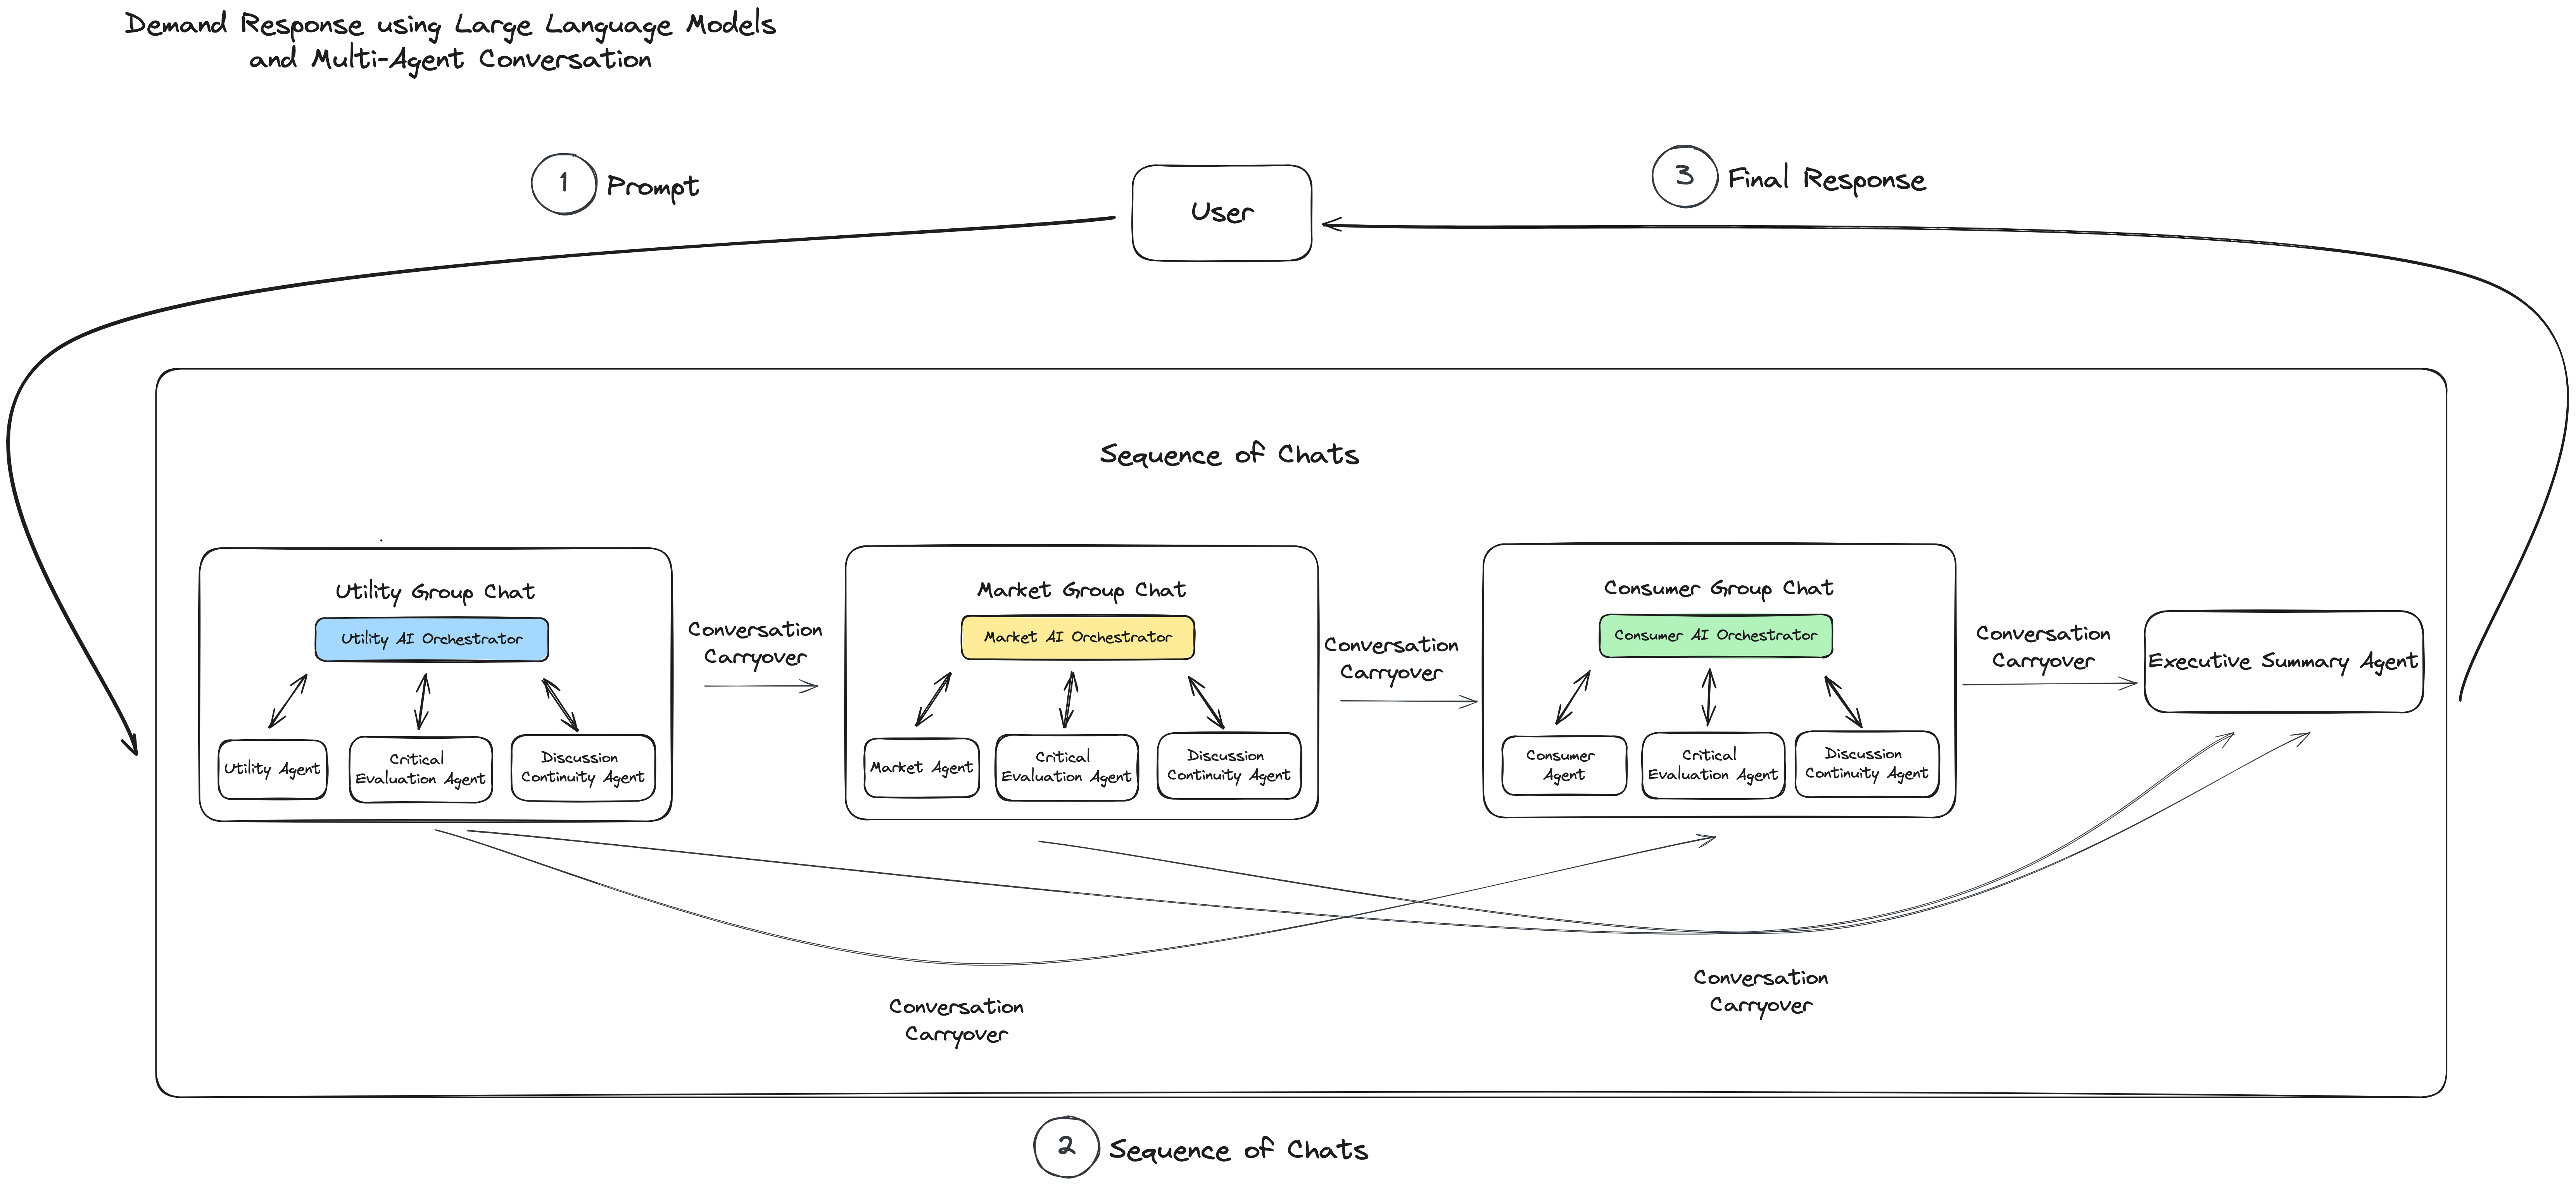 Demand Response using Large Language Models
and Multi-Agent Conversation
1 Prompt
User
3 Final Response
Sequence of Chats
Utility Group Chat
Utility AI Orchestrator
Utility Agent
Critical
Evaluation Agent
Discussion
Continuity Agent
Conversation
Carryover
Market Group Chat
Market AI Orchestrator
Market Agent
Critical
Evaluation Agent
Discussion
Continuity Agent
Conversation
Carryover
Consumer Group Chat
Consumer AI Orchestrator
Consumer
Agent
Critical
Evaluation Agent
Discussion
Continuity Agent
Conversation
Carryover
Executive Summary Agent
Conversation
Carryover
Conversation
Carryover
2 Sequence of Chats